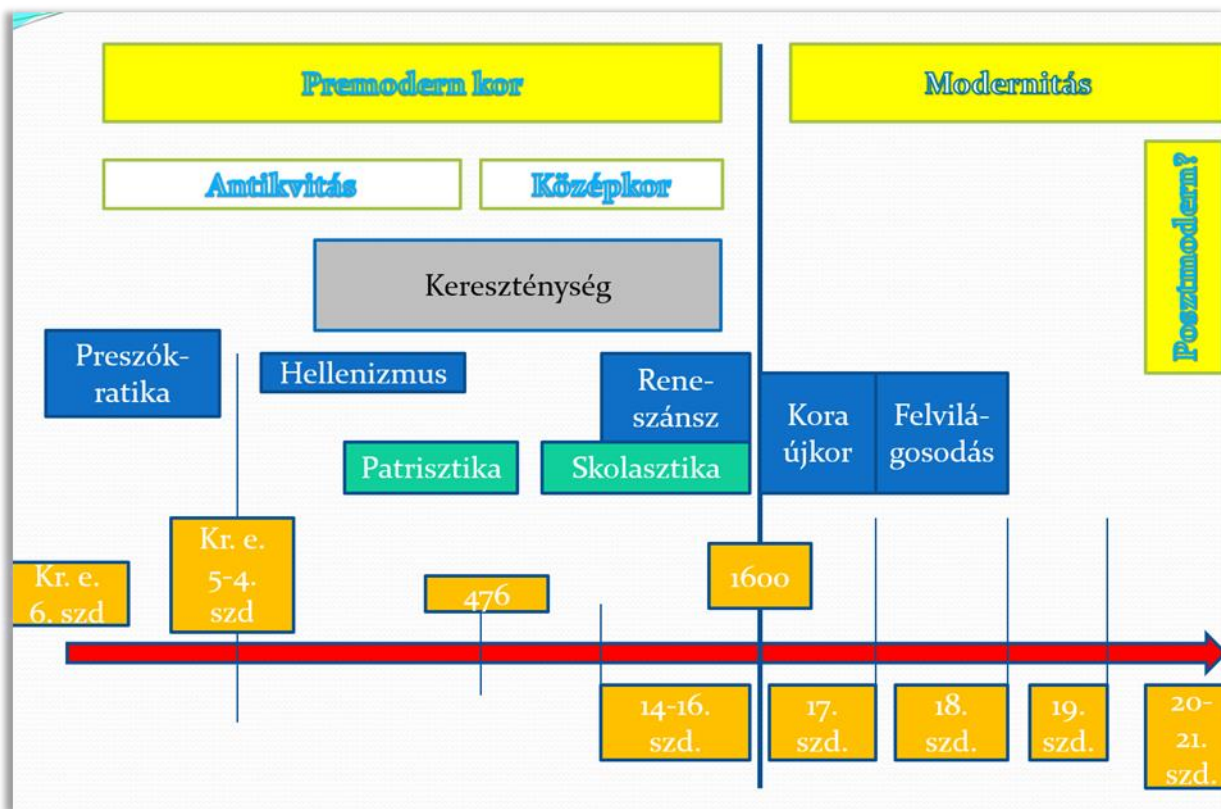 Premodern kor
Modernitás
Antikvitás
Középkor
Posztmodern?
Kereszténység
Preszók-
ratika
Hellenizmus
Rene-
szánsz
Kora
újkor
Felvilá-
gosodás
Patrisztika
Skolasztika
Kr. e.
6. szd
Kr. e.
5-4.
szd
476
1600
14-16.
szd.
17.
szd.
18.
szd.
19.
szd.
20-
21.
szd.